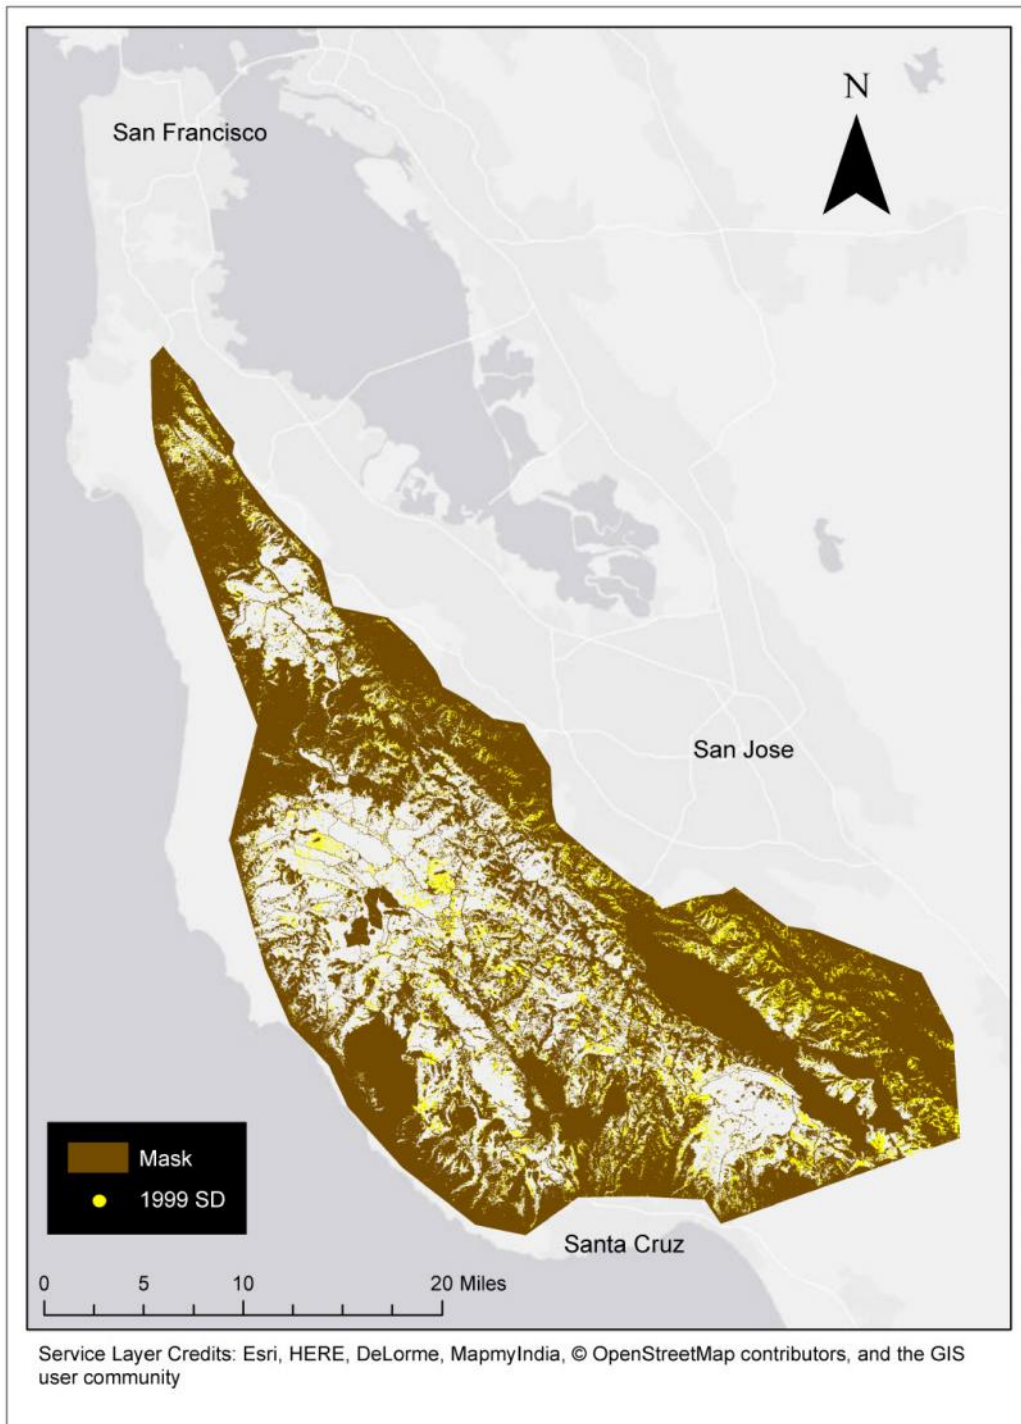 San Francisco
N
San Jose
Mask
1999 SD
Santa Cruz
0 5 10 20 Miles
Service Layer Credits: Esri, HERE, DeLorme, MapmyIndia, © OpenStreetMap contributors, and the GIS
user community